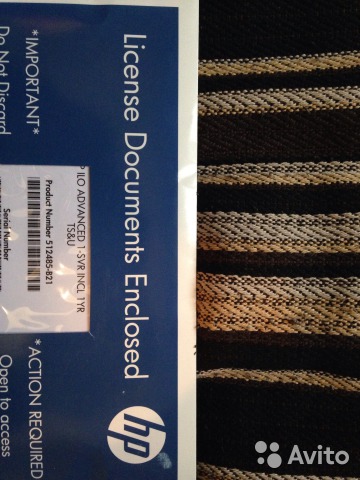 License Documents Enclosed
*IMPORTANT*
Do Not Discard
ILO ADVANCED 1-SVR INCL 1YR
TS&U
Product Number 512485-B21
Serial Number
*ACTION REQUIRED
Open to access
hp
Avito